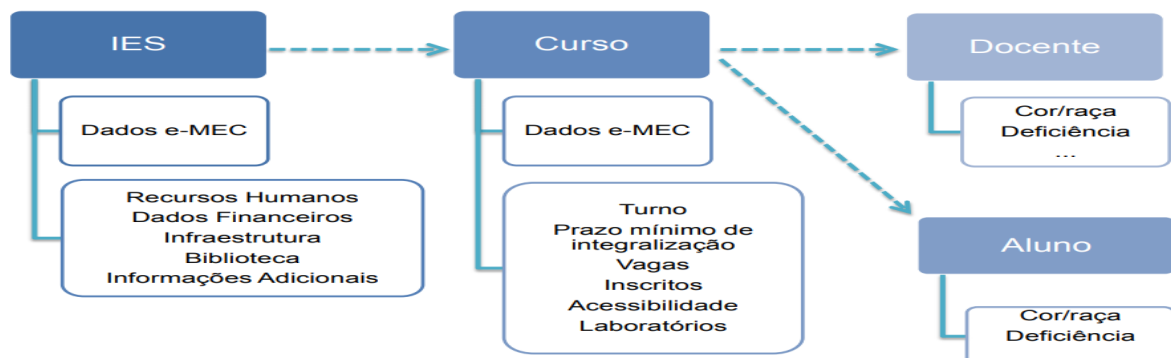 IES
Dados e-MEC
Recursos Humanos
Dados Financeiros
Infraestrutura
Biblioteca
Informações Adicionais
Curso
Dados e-MEC
Turno
Prazo mínimo de
integralização
Vagas
Inscritos
Acessibilidade
Laboratórios
Docente
Cor/raça
Deficiência
...
Aluno
Cor/raça
Deficiência